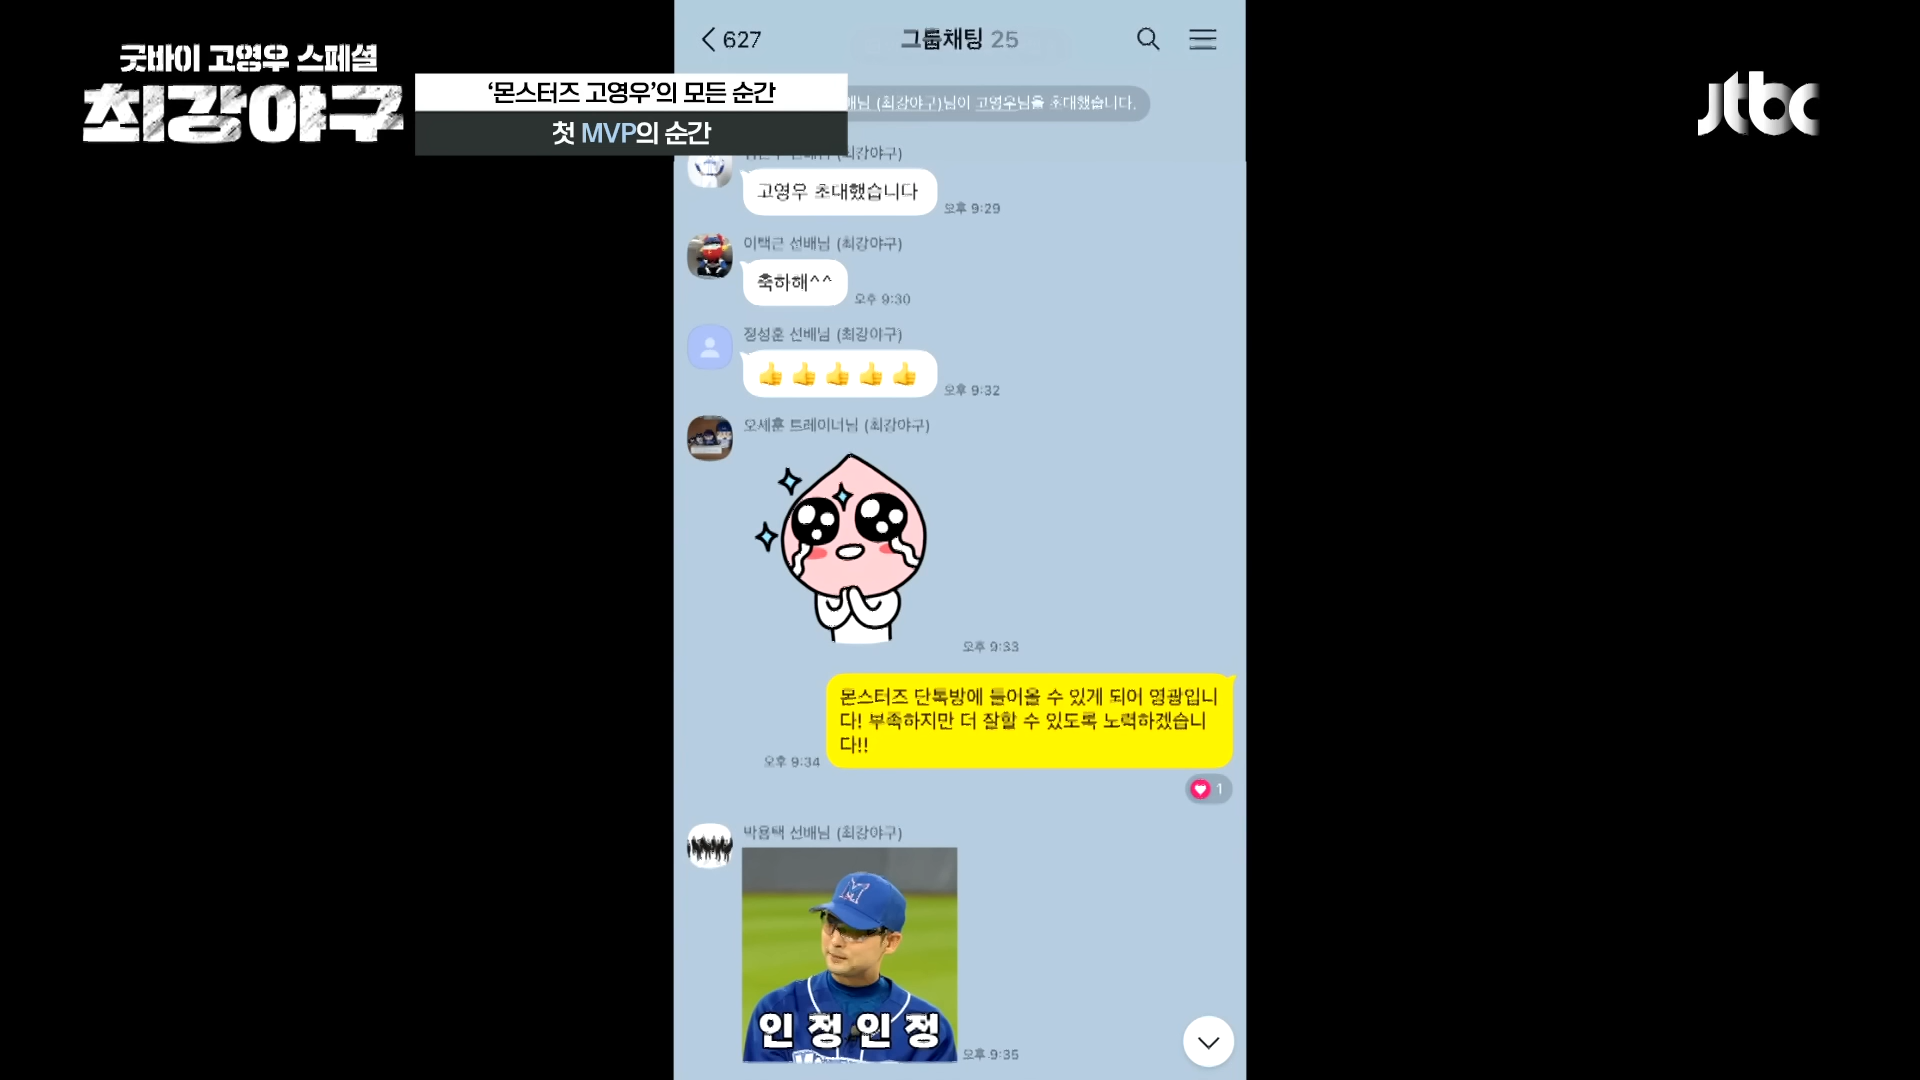 굿바이 고영우 스페셜
최강야구
'몬스터즈 고영우'의 모든 순간
첫 MVP의 순간
jtbc
627
그룹채팅 25
(최강야구)님이 고영우님을 초대했습니다.
최강야구)
고영우 초대했습니다
오후 9:29
이택근 선배님 (최강야구)
축하해^^
오후 9:30
정성훈 선배님 (최강야구)
👍👍👍👍👍
오후 9:32
오세훈 트레이너님 (최강야구)
오후 9:33
몬스터즈 단톡방에 들어올 수 있게 되어 영광입니
다! 부족하지만 더 잘할 수 있도록 노력하겠습니
다!!
오후 9:34
1
박용택 선배님 (최강야구)
M
인정인정
오후 9:35